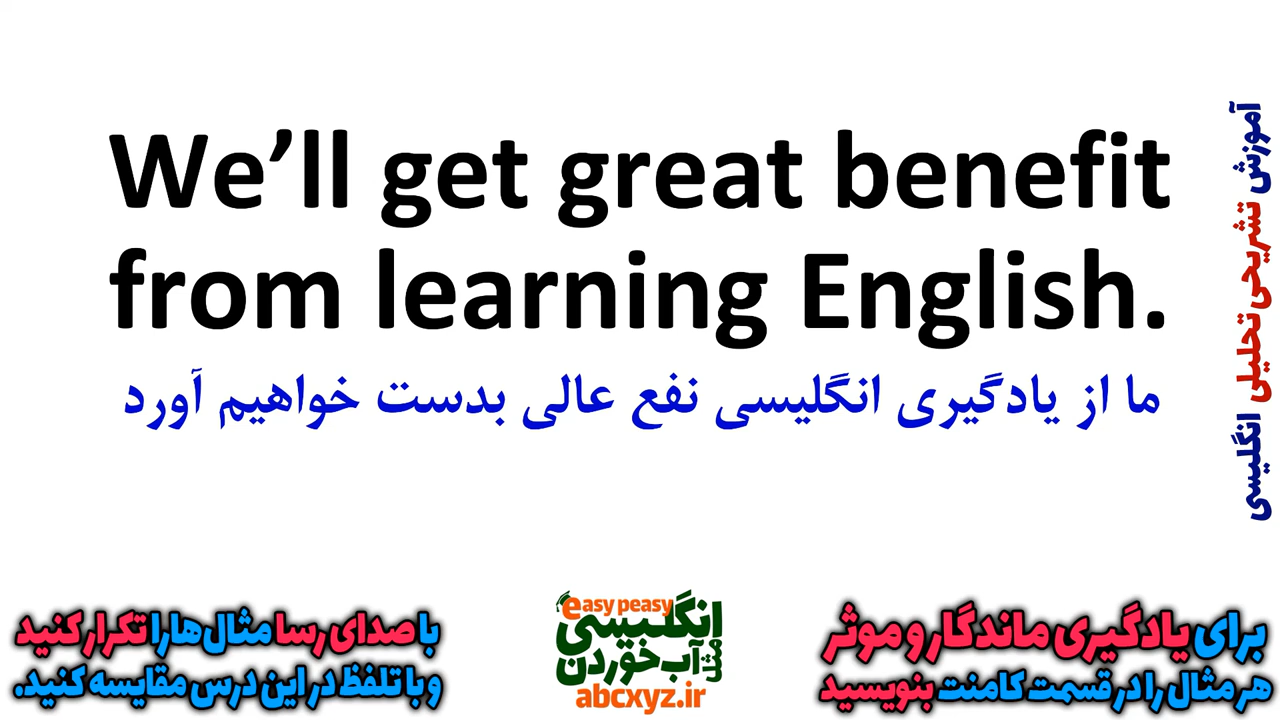 We’ll get great benefit
from learning English.
ما از یادگیری انگلیسی نفع عالی بدست خواهیم آورد
آموزش تشریحی تحلیلی انگلیسی
برای یادگیری ماندگار و موثر
هر مثال را در قسمت کامنت بنویسید
easy peasy
انگلیسی
مثل آب خوردن
abcxyz.ir
با صدای رسا مثال‌ها را تکرار کنید
و با تلفظ در این درس مقایسه کنید.